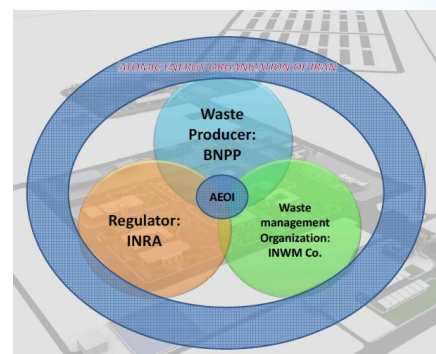 ATOMIC ENERGY ORGANIZATION OF IRAN
Waste
Producer:
BNPP
AEOI
Regulator:
INRA
Waste
management
Organization:
INWM Co.